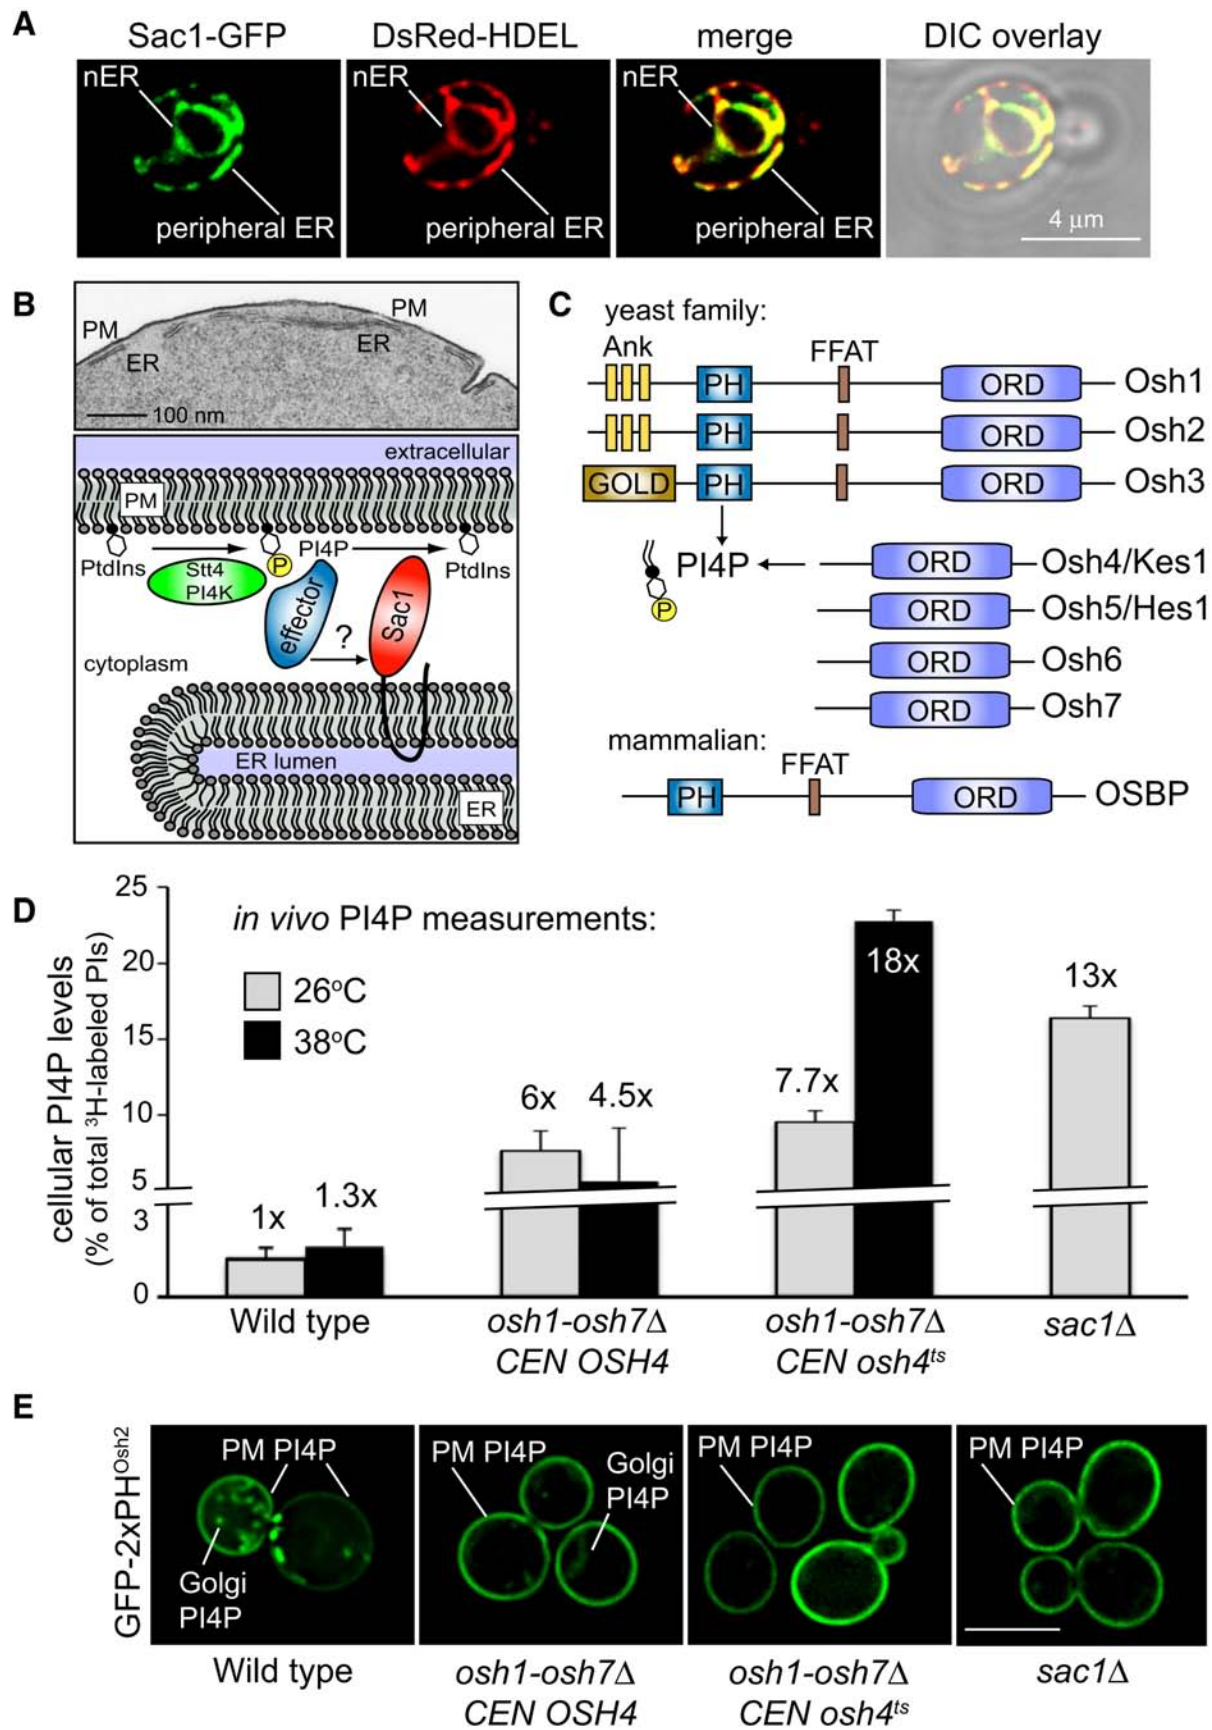 A
Sac1-GFP
DsRed-HDEL
merge
DIC overlay
nER
peripheral ER
nER
peripheral ER
nER
peripheral ER
4 μm
B
PM
PM
ER
ER
100 nm
extracellular
PM
PtdIns
Stt4
PI4K
P
PI4P
PtdIns
effector
?
Sac1
cytoplasm
ER lumen
ER
C
yeast family:
Ank
FFAT
PH
ORD
Osh1
PH
ORD
Osh2
GOLD
PH
ORD
Osh3
PI4P
P
ORD
Osh4/Kes1
ORD
Osh5/Hes1
ORD
Osh6
ORD
Osh7
mammalian:
FFAT
PH
ORD
OSBP
D
in vivo PI4P measurements:
cellular PI4P levels
(% of total ³H-labeled PIs)
25
20
15
10
5
3
0
26°C
38°C
1x
1.3x
6x
4.5x
7.7x
18x
13x
Wild type
osh1-osh7Δ
CEN OSH4
osh1-osh7Δ
CEN osh4ᵗˢ
sac1Δ
E
GFP-2xPHᴼˢʰ²
PM PI4P
Golgi
PI4P
PM PI4P
Golgi
PI4P
PM PI4P
PM PI4P
Wild type
osh1-osh7Δ
CEN OSH4
osh1-osh7Δ
CEN osh4ᵗˢ
sac1Δ